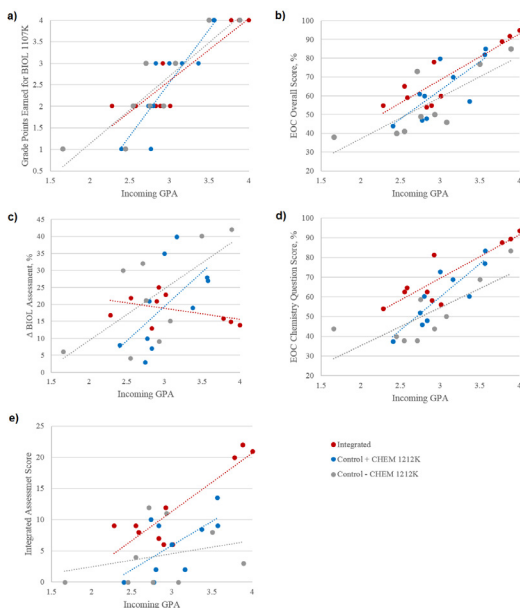 a)
Grade Points Earned for BIOL 1107K
4
3.5
3
2.5
2
1.5
1
0.5
1.5 2 2.5 3 3.5 4
Incoming GPA
b)
EOC Overall Score, %
100
90
80
70
60
50
40
30
20
1.5 2 2.5 3 3.5 4
Incoming GPA
c)
Δ BIOL Assessment, %
45
40
35
30
25
20
15
10
5
0
1.5 2 2.5 3 3.5 4
Incoming GPA
d)
EOC Chemistry Question Score, %
100
90
80
70
60
50
40
30
20
1.5 2 2.5 3 3.5 4
Incoming GPA
e)
Integrated Assessmet Score
25
20
15
10
5
0
1.5 2 2.5 3 3.5 4
Incoming GPA
Integrated
Control + CHEM 1212K
Control - CHEM 1212K